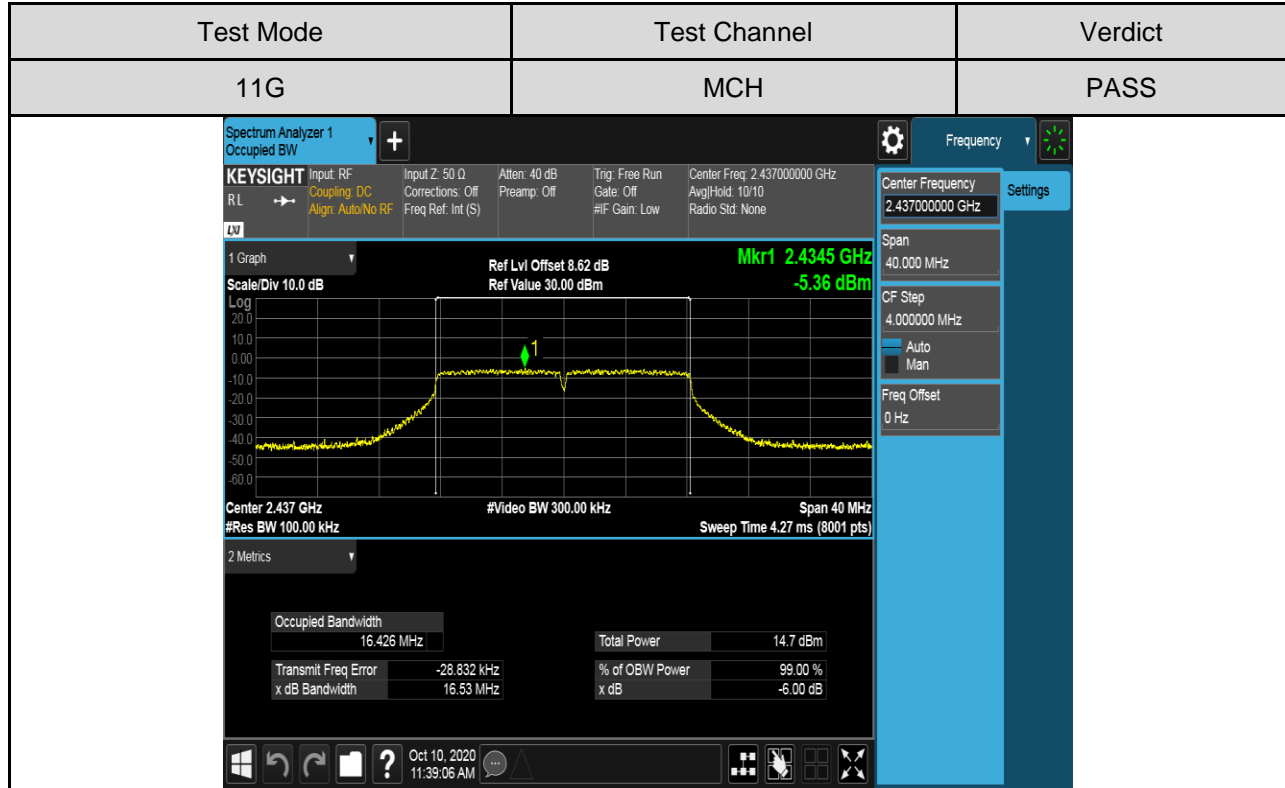 Test Mode Test Channel Verdict
11G MCH PASS
Spectrum Analyzer 1
Occupied BW
+
Frequency
KEYSIGHT Input: RF Input Z: 50 Ω Atten: 40 dB Trig: Free Run Center Freq: 2.437000000 GHz
RL Coupling: DC Corrections: Off Preamp: Off Gate: Off Avg|Hold: 10/10
Align: Auto/No RF Freq Ref: Int (S) #IF Gain: Low Radio Std: None
LXI
Center Frequency
2.437000000 GHz
Settings
Span
40.000 MHz
CF Step
4.000000 MHz
Auto
Man
Freq Offset
0 Hz
1 Graph
Ref Lvl Offset 8.62 dB Mkr1 2.4345 GHz
Scale/Div 10.0 dB Ref Value 30.00 dBm -5.36 dBm
Log
20.0
10.0
0.00
-10.0
-20.0
-30.0
-40.0
-50.0
-60.0
1
Center 2.437 GHz #Video BW 300.00 kHz Span 40 MHz
#Res BW 100.00 kHz Sweep Time 4.27 ms (8001 pts)
2 Metrics
Occupied Bandwidth
16.426 MHz Total Power 14.7 dBm
Transmit Freq Error -28.832 kHz % of OBW Power 99.00 %
x dB Bandwidth 16.53 MHz x dB -6.00 dB
? Oct 10, 2020
11:39:06 AM